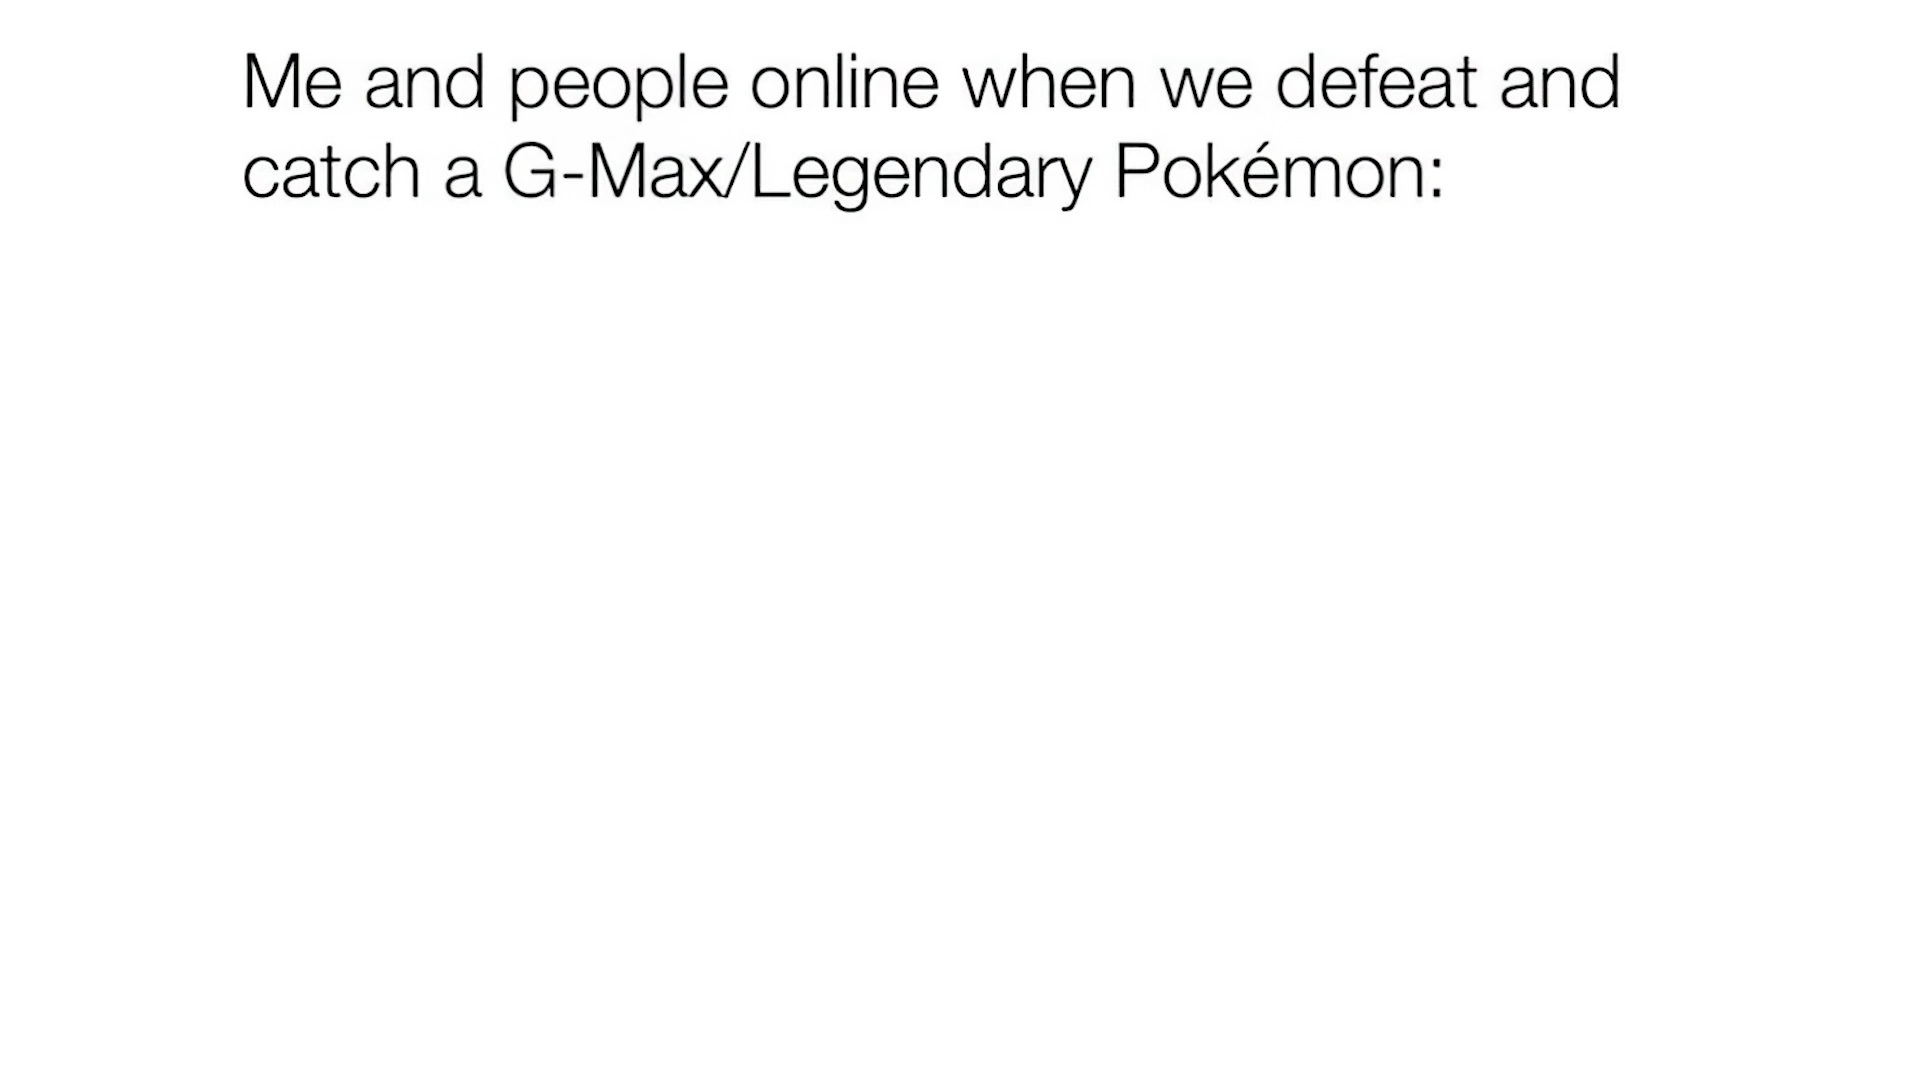 Me and people online when we defeat and
catch a G-Max/Legendary Pokémon: